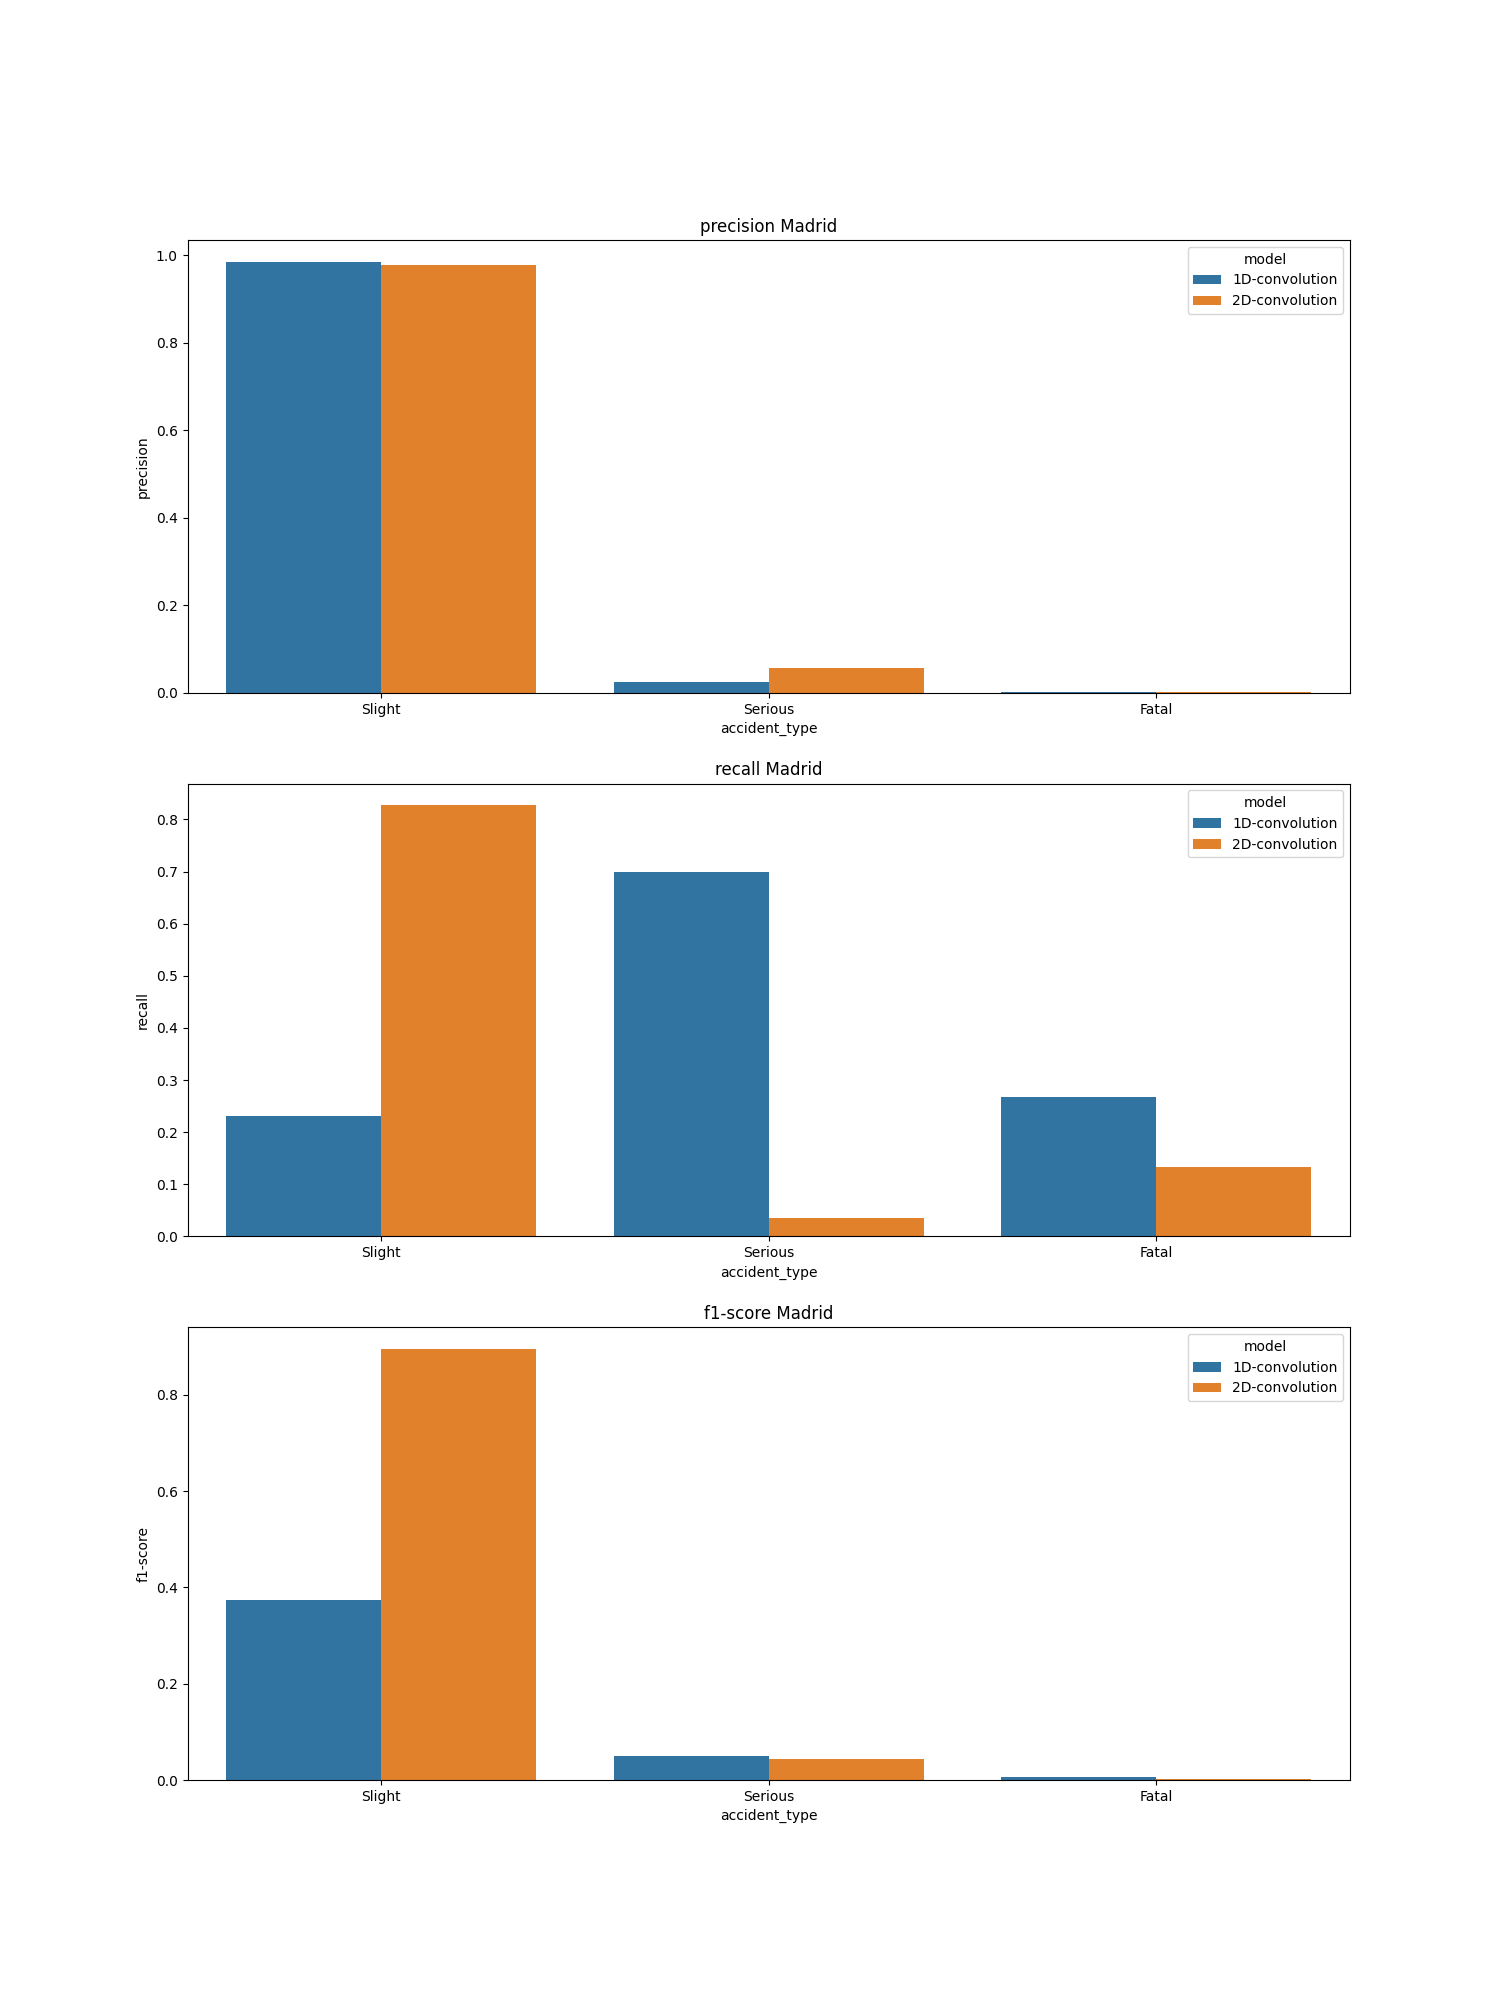 precision Madrid
1.0
0.8
0.6
0.4
0.2
0.0
precision
model
1D-convolution
2D-convolution
Slight Serious Fatal
accident_type
recall Madrid
0.8
0.7
0.6
0.5
0.4
0.3
0.2
0.1
0.0
recall
model
1D-convolution
2D-convolution
Slight Serious Fatal
accident_type
f1-score Madrid
0.8
0.6
0.4
0.2
0.0
f1-score
model
1D-convolution
2D-convolution
Slight Serious Fatal
accident_type